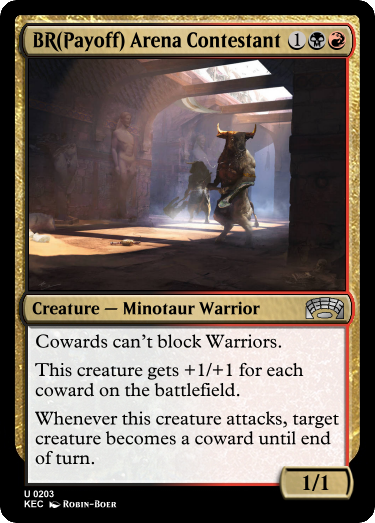 BR(Payoff) Arena Contestant 1
Creature — Minotaur Warrior
Cowards can't block Warriors.
This creature gets +1/+1 for each
coward on the battlefield.
Whenever this creature attacks, target
creature becomes a coward until end
of turn.
1/1
U 0203
KEC Robin-Boer